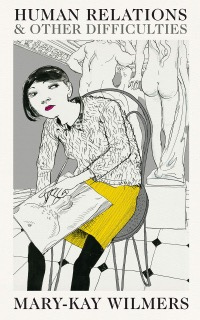 HUMAN RELATIONS
& OTHER DIFFICULTIES
MARY-KAY WILMERS